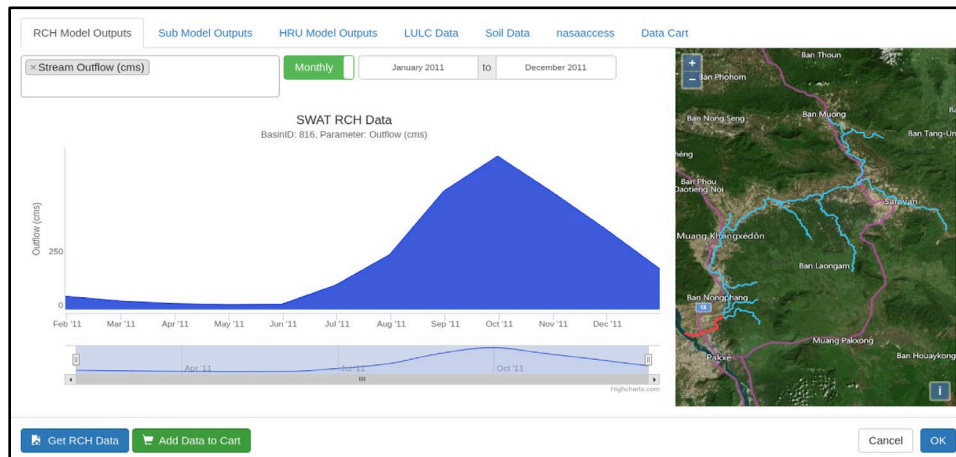 RCH Model Outputs Sub Model Outputs HRU Model Outputs LULC Data Soil Data nasaaccess Data Cart
×Stream Outflow (cms)
Monthly January 2011 to December 2011
SWAT RCH Data
BasinID: 816, Parameter: Outflow (cms)
Outflow (cms)
250
0
Feb '11 Mar '11 Apr '11 May '11 Jun '11 Jul '11 Aug '11 Sep '11 Oct '11 Nov '11 Dec '11
Apr '11 Jul '11 Oct '11
Highcharts.com
+
−
Ban Thoun
Ban Phohom
Ban Nong Seng
Ban Muong
Ban Tang-Un
Ban Phou
Daotieng Noi
Saravan
Muang Khôngxédôn
Ban Laongam
Ban Nongphang
13
Muang Pakxong
Pakxe
Ban Houaykong
i
Get RCH Data Add Data to Cart Cancel OK